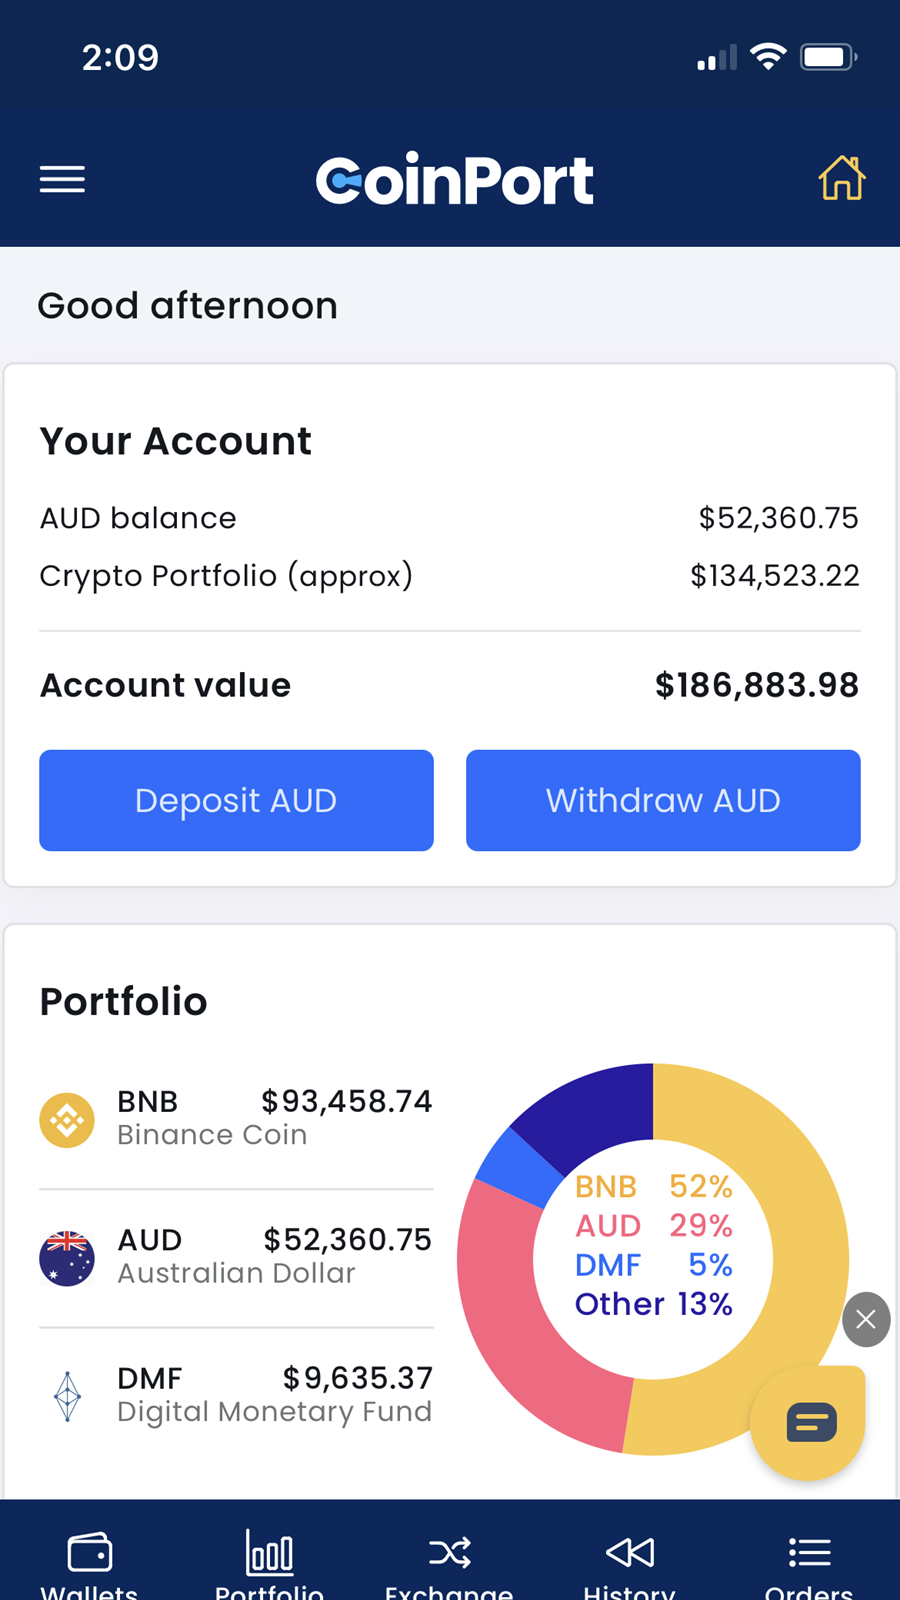 2:09
CoinPort
Good afternoon
Your Account
AUD balance $52,360.75
Crypto Portfolio (approx) $134,523.22
Account value $186,883.98
Deposit AUD Withdraw AUD
Portfolio
BNB $93,458.74
Binance Coin
AUD $52,360.75
Australian Dollar
DMF $9,635.37
Digital Monetary Fund
BNB 52%
AUD 29%
DMF 5%
Other 13%
Wallets Portfolio Exchange History Orders